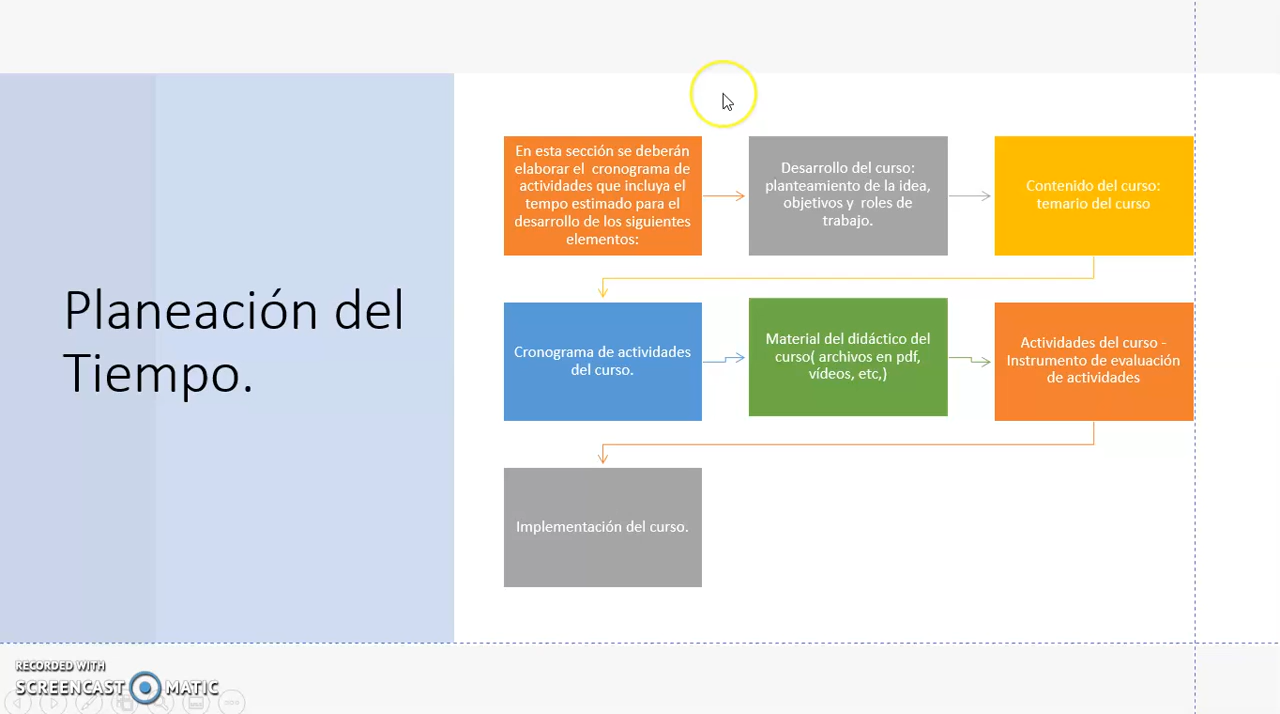 Planeación del
Tiempo.
En esta sección se deberán
elaborar el cronograma de
actividades que incluya el
tempo estimado para el
desarrollo de los siguientes
elementos:
Desarrollo del curso:
planteamiento de la idea,
objetivos y roles de
trabajo.
Contenido del curso:
temario del curso
Cronograma de actividades
del curso.
Material del didáctico del
curso( archivos en pdf,
vídeos, etc,)
Actividades del curso -
Instrumento de evaluación
de actividades
Implementación del curso.
RECORDED WITH
SCREENCAST MATIC